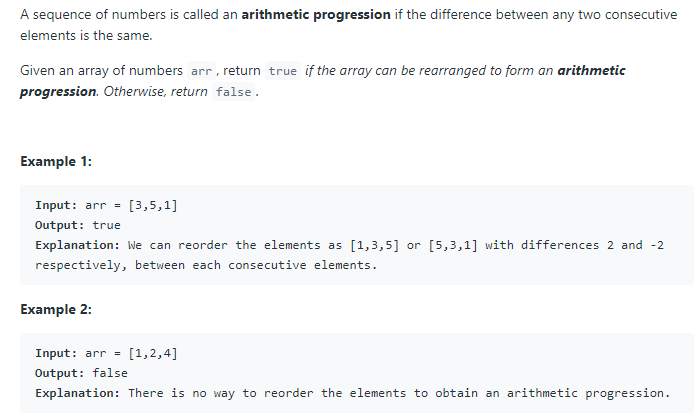 A sequence of numbers is called an arithmetic progression if the difference between any two consecutive
elements is the same.
Given an array of numbers arr , return true if the array can be rearranged to form an arithmetic
progression. Otherwise, return false .
Example 1:
Input: arr = [3,5,1]
Output: true
Explanation: We can reorder the elements as [1,3,5] or [5,3,1] with differences 2 and -2
respectively, between each consecutive elements.
Example 2:
Input: arr = [1,2,4]
Output: false
Explanation: There is no way to reorder the elements to obtain an arithmetic progression.